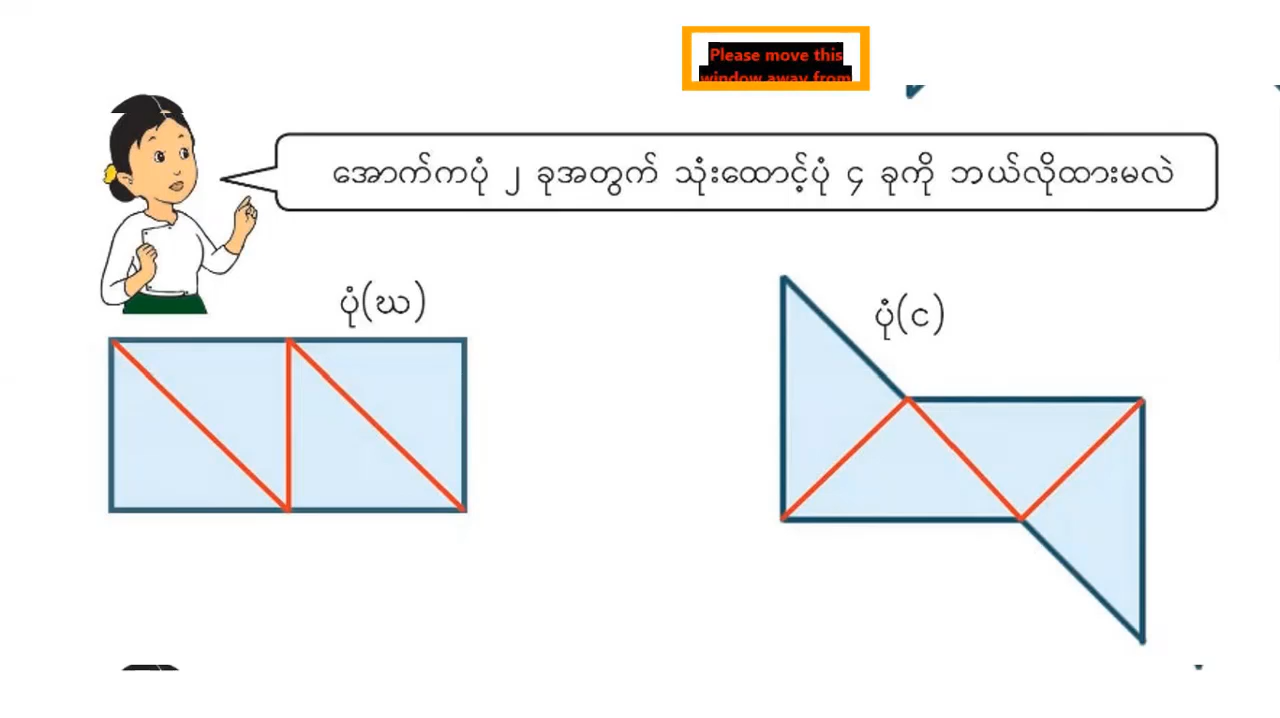 Please move this
window away from
အောက်ကပုံ ၂ ခုအတွက် သုံးထောင့်ပုံ ၄ ခုကို ဘယ်လိုထားမလဲ
ပုံ(ဃ)
ပုံ(င)